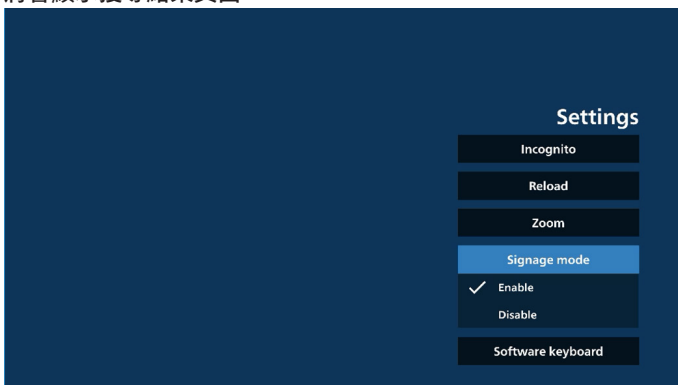 Settings
Incognito
Reload
Zoom
Signage mode
Enable
Disable
Software keyboard